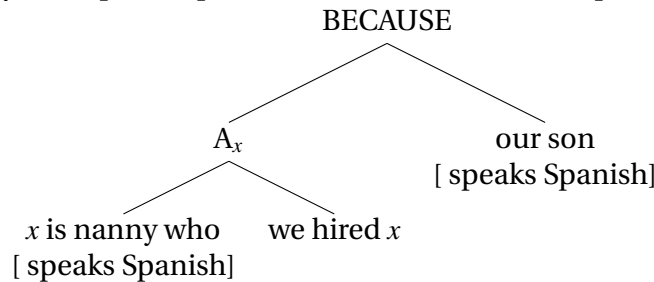 BECAUSE
A𝑥
our son
[ speaks Spanish]
𝑥 is nanny who
[ speaks Spanish]
we hired 𝑥